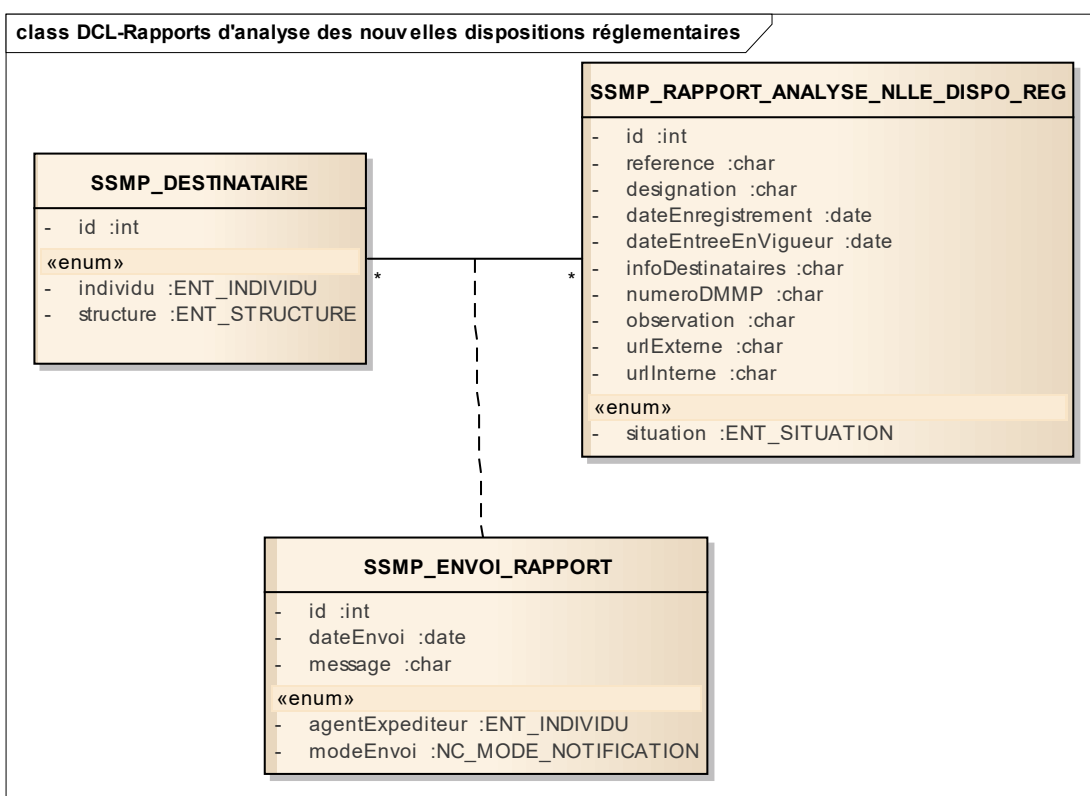 class DCL-Rapports d'analyse des nouvelles dispositions réglementaires
SSMP_RAPPORT_ANALYSE_NLLE_DISPO_REG
- id :int
- reference :char
- designation :char
- dateEnregistrement :date
- dateEntreeEnVigueur :date
- infoDestinataires :char
- numeroDMMP :char
- observation :char
- urlExterne :char
- urlInterne :char
«enum»
- situation :ENT_SITUATION
SSMP_DESTINATAIRE
- id :int
«enum»
- individu :ENT_INDIVIDU
- structure :ENT_STRUCTURE
* *
SSMP_ENVOI_RAPPORT
- id :int
- dateEnvoi :date
- message :char
«enum»
- agentExpediteur :ENT_INDIVIDU
- modeEnvoi :NC_MODE_NOTIFICATION